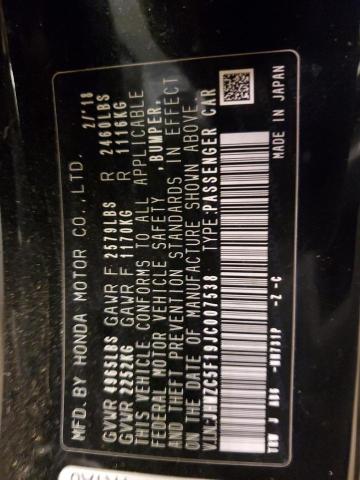 MFD. BY HONDA MOTOR CO., LTD. 2/'18
GVWR 4985LBS GAWR F 2579LBS R 2460LBS
GVWR 2252KG GAWR F 1170KG R 1116KG
THIS VEHICLE CONFORMS TO ALL APPLICABLE
FEDERAL MOTOR VEHICLE SAFETY ,BUMPER,
AND THEFT PREVENTION STANDARDS IN EFFECT
ON THE DATE OF MANUFACTURE SHOWN ABOVE.
V.I.N: JHMZC5F19JC007538 TYPE:PASSENGER CAR
-Z -C
MADE IN JAPAN